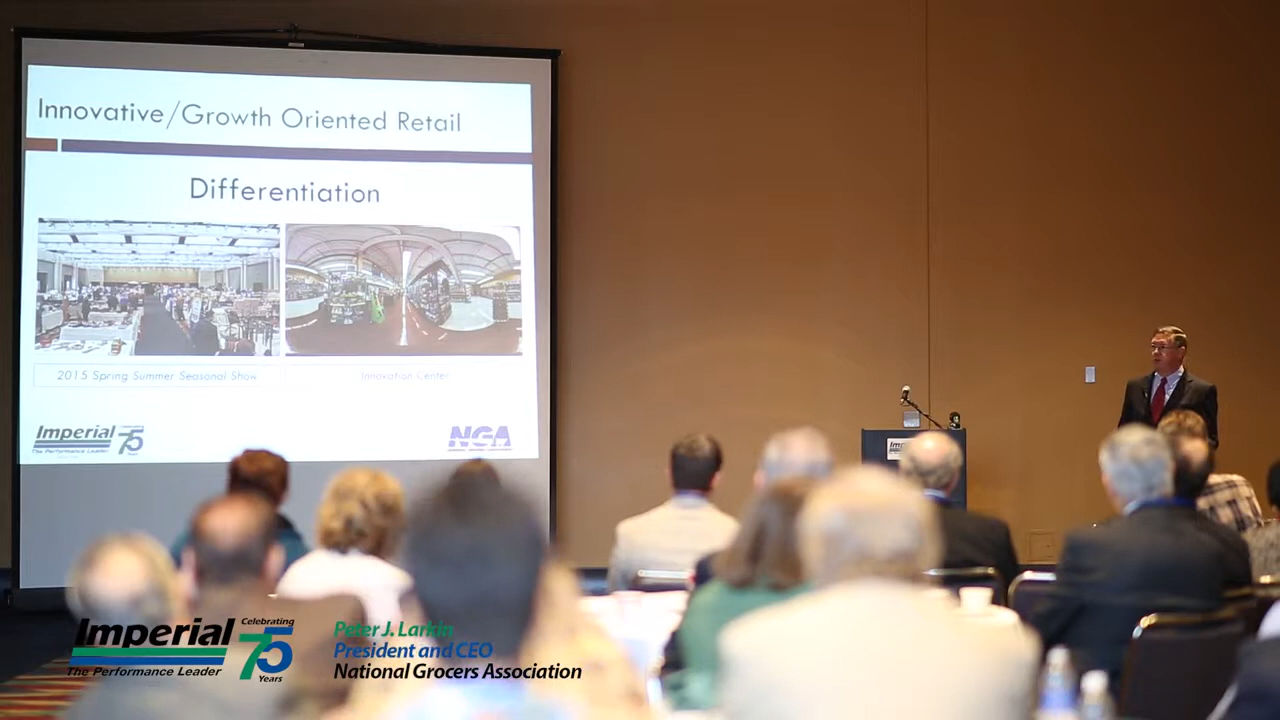 Innovative/Growth Oriented Retail
Differentiation
2015 Spring Summer Seasonal Show
Innovation Center
Imperial 75
The Performance Leader
NGA
Imperial
The Performance Leader
Celebrating
75
Years
Peter J. Larkin
President and CEO
National Grocers Association